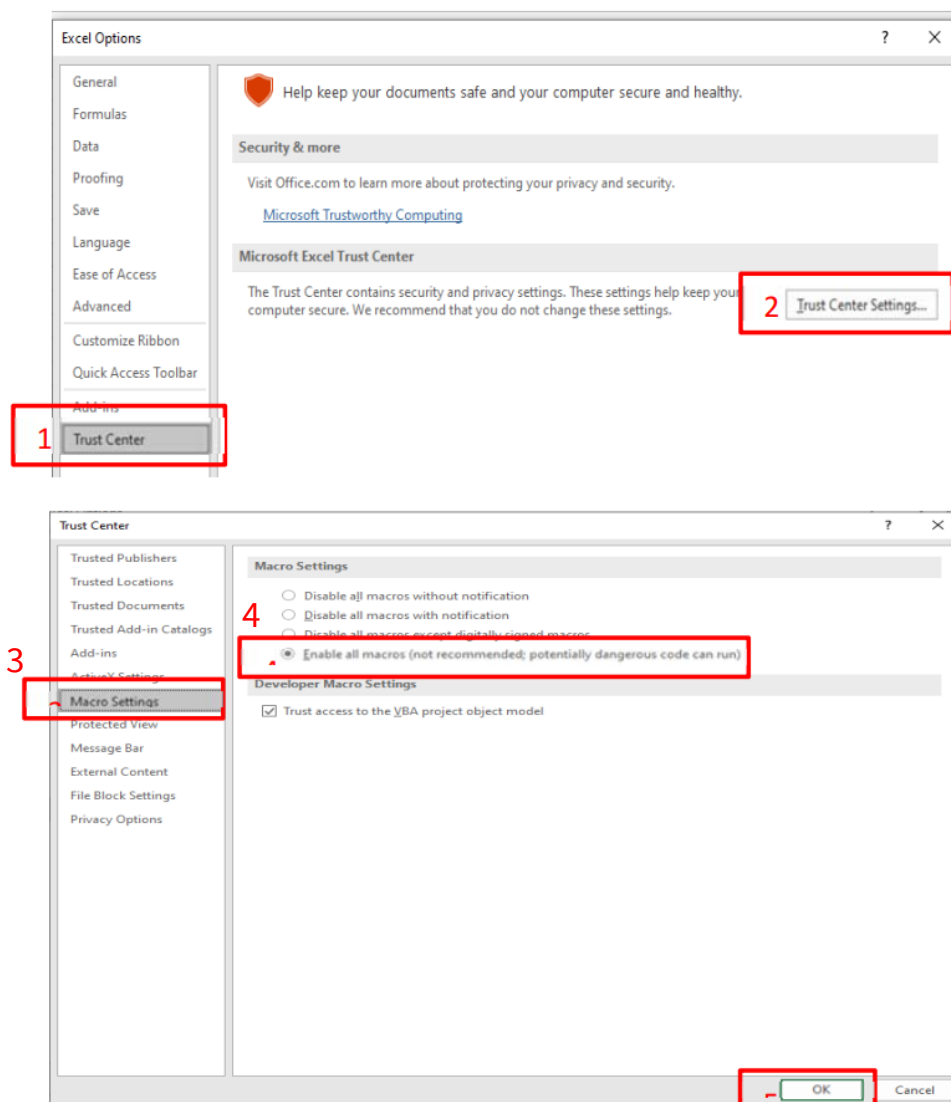 Excel Options
?
General
Formulas
Data
Proofing
Save
Language
Ease of Access
Advanced
Customize Ribbon
Quick Access Toolbar
Add-ins
1
Trust Center
Help keep your documents safe and your computer secure and healthy.
Security & more
Visit Office.com to learn more about protecting your privacy and security.
Microsoft Trustworthy Computing
Microsoft Excel Trust Center
The Trust Center contains security and privacy settings. These settings help keep your
computer secure. We recommend that you do not change these settings.
2
Trust Center Settings...
Trust Center
?
Trusted Publishers
Trusted Locations
Trusted Documents
Trusted Add-in Catalogs
Add-ins
ActiveX Settings
3
Macro Settings
Protected View
Message Bar
External Content
File Block Settings
Privacy Options
Macro Settings
Disable all macros without notification
Disable all macros with notification
4
Disable all macros except digitally signed macros
Enable all macros (not recommended; potentially dangerous code can run)
Developer Macro Settings
Trust access to the VBA project object model
OK
Cancel